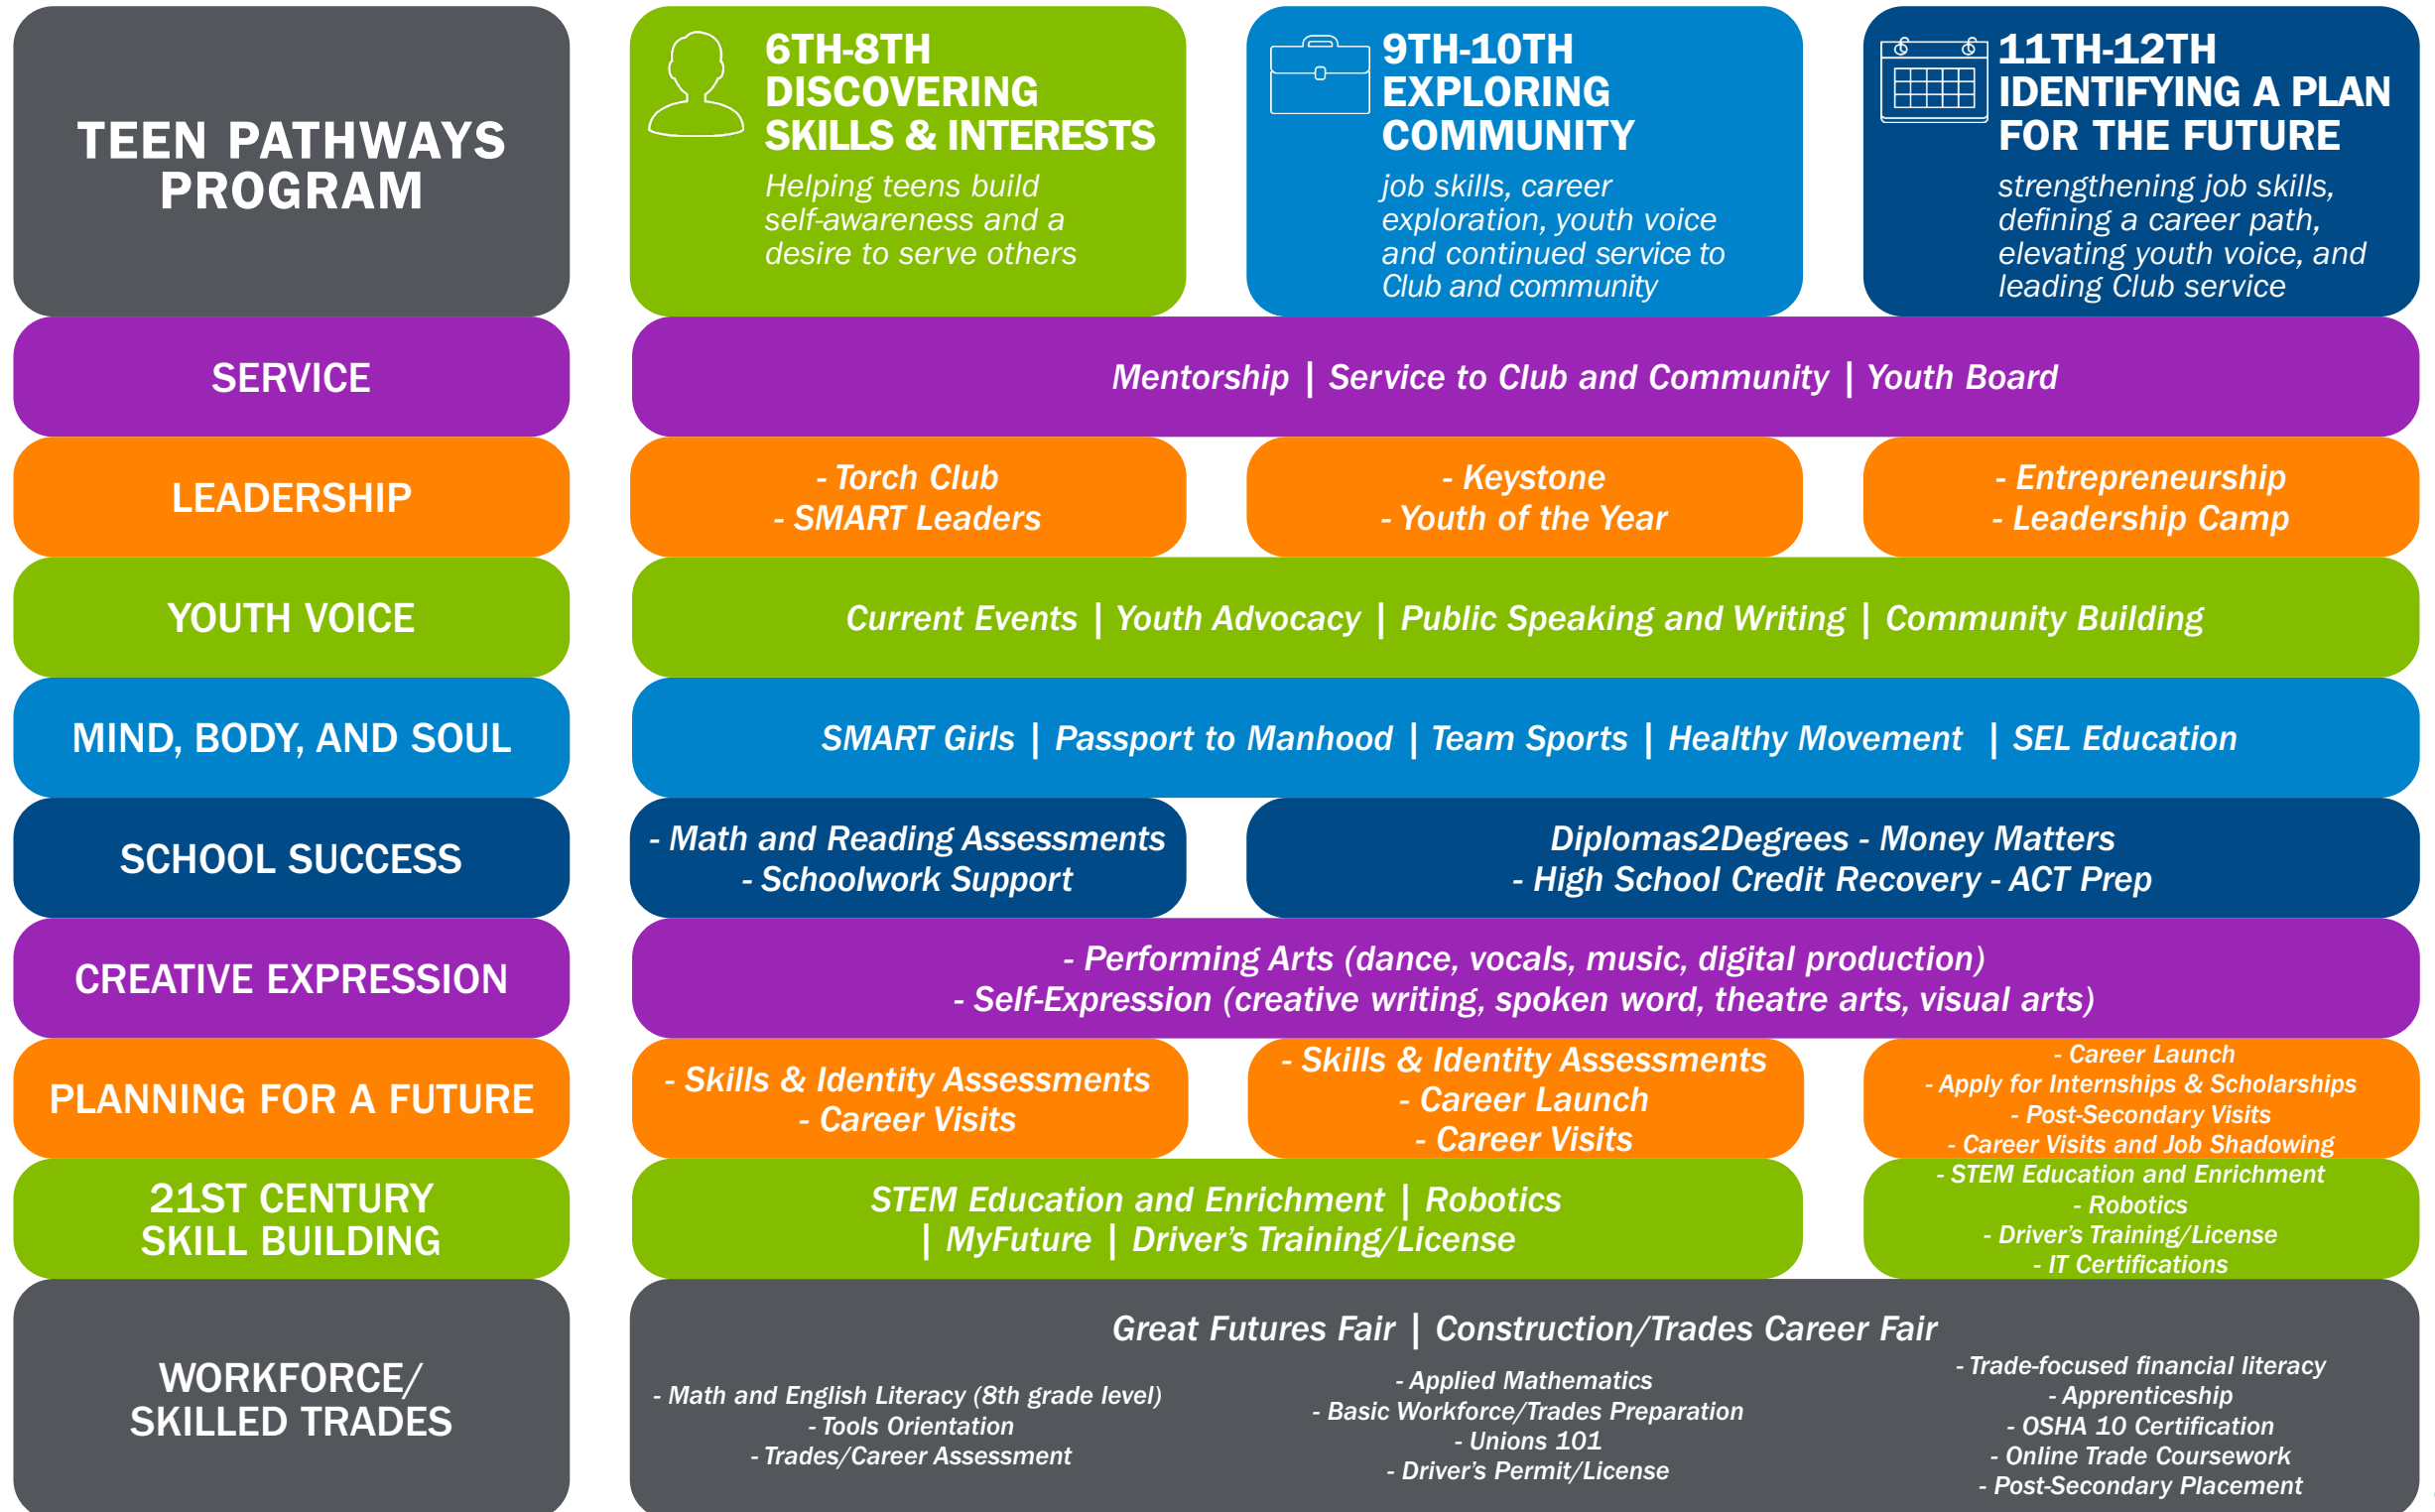 TEEN PATHWAYS
PROGRAM
6TH-8TH
DISCOVERING
SKILLS & INTERESTS
Helping teens build
self-awareness and a
desire to serve others
9TH-10TH
EXPLORING
COMMUNITY
job skills, career
exploration, youth voice
and continued service to
Club and community
11TH-12TH
IDENTIFYING A PLAN
FOR THE FUTURE
strengthening job skills,
defining a career path,
elevating youth voice, and
leading Club service
SERVICE
Mentorship | Service to Club and Community | Youth Board
LEADERSHIP
- Torch Club
- SMART Leaders
- Keystone
- Youth of the Year
- Entrepreneurship
- Leadership Camp
YOUTH VOICE
Current Events | Youth Advocacy | Public Speaking and Writing | Community Building
MIND, BODY, AND SOUL
SMART Girls | Passport to Manhood | Team Sports | Healthy Movement | SEL Education
SCHOOL SUCCESS
- Math and Reading Assessments
- Schoolwork Support
Diplomas2Degrees - Money Matters
- High School Credit Recovery - ACT Prep
CREATIVE EXPRESSION
- Performing Arts (dance, vocals, music, digital production)
- Self-Expression (creative writing, spoken word, theatre arts, visual arts)
PLANNING FOR A FUTURE
- Skills & Identity Assessments
- Career Visits
- Skills & Identity Assessments
- Career Launch
- Career Visits
- Career Launch
- Apply for Internships & Scholarships
- Post-Secondary Visits
- Career Visits and Job Shadowing
21ST CENTURY
SKILL BUILDING
STEM Education and Enrichment | Robotics
| MyFuture | Driver's Training/License
- STEM Education and Enrichment
- Robotics
- Driver's Training/License
- IT Certifications
WORKFORCE/
SKILLED TRADES
Great Futures Fair | Construction/Trades Career Fair
- Math and English Literacy (8th grade level)
- Tools Orientation
- Trades/Career Assessment
- Applied Mathematics
- Basic Workforce/Trades Preparation
- Unions 101
- Driver's Permit/License
- Trade-focused financial literacy
- Apprenticeship
- OSHA 10 Certification
- Online Trade Coursework
- Post-Secondary Placement